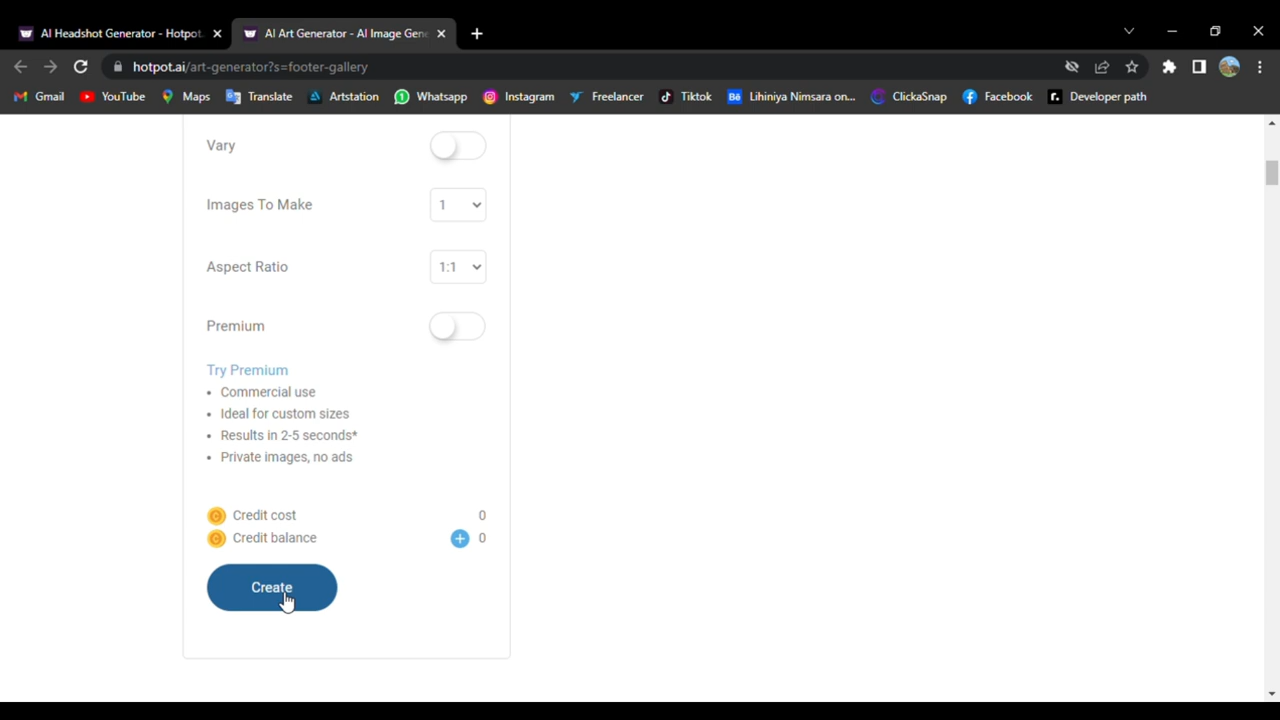 AI Headshot Generator - Hotpot.
AI Art Generator - AI Image Gene
hotpot.ai/art-generator?s=footer-gallery
Gmail YouTube Maps Translate Artstation Whatsapp Instagram Freelancer Tiktok Lihiniya Nimsara on... ClickaSnap Facebook Developer path
Vary
Images To Make 1
Aspect Ratio 1:1
Premium
Try Premium
• Commercial use
• Ideal for custom sizes
• Results in 2-5 seconds*
• Private images, no ads
Credit cost 0
Credit balance + 0
Create